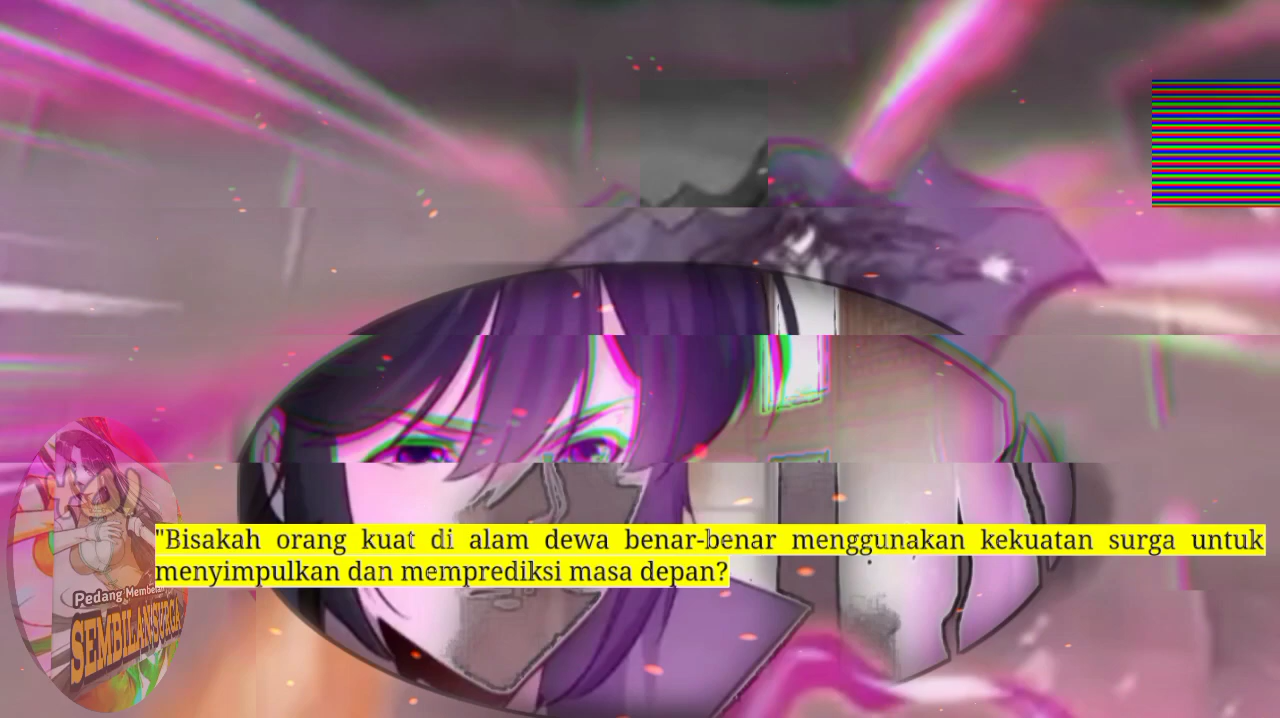 "Bisakah orang kuat di alam dewa benar-benar menggunakan kekuatan surga untuk
menyimpulkan dan memprediksi masa depan?
Pedang Membelah
SEMBILAN SURGA